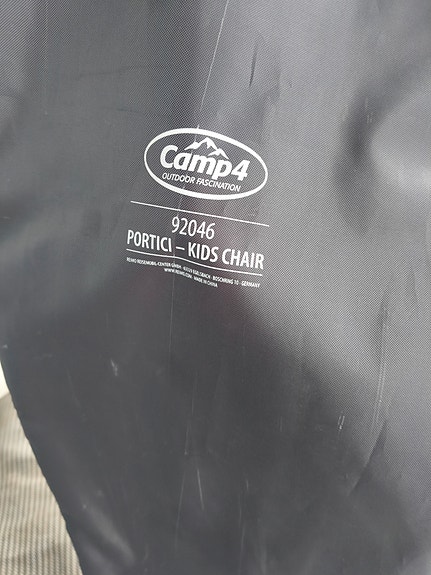 Camp4
OUTDOOR FASCINATION
92046
PORTICI – KIDS CHAIR
REIMO REISEMOBIL-CENTER GMBH · 63329 EGELSBACH · BOSCHRING 10 · GERMANY
WWW.REIMO.COM · MADE IN CHINA